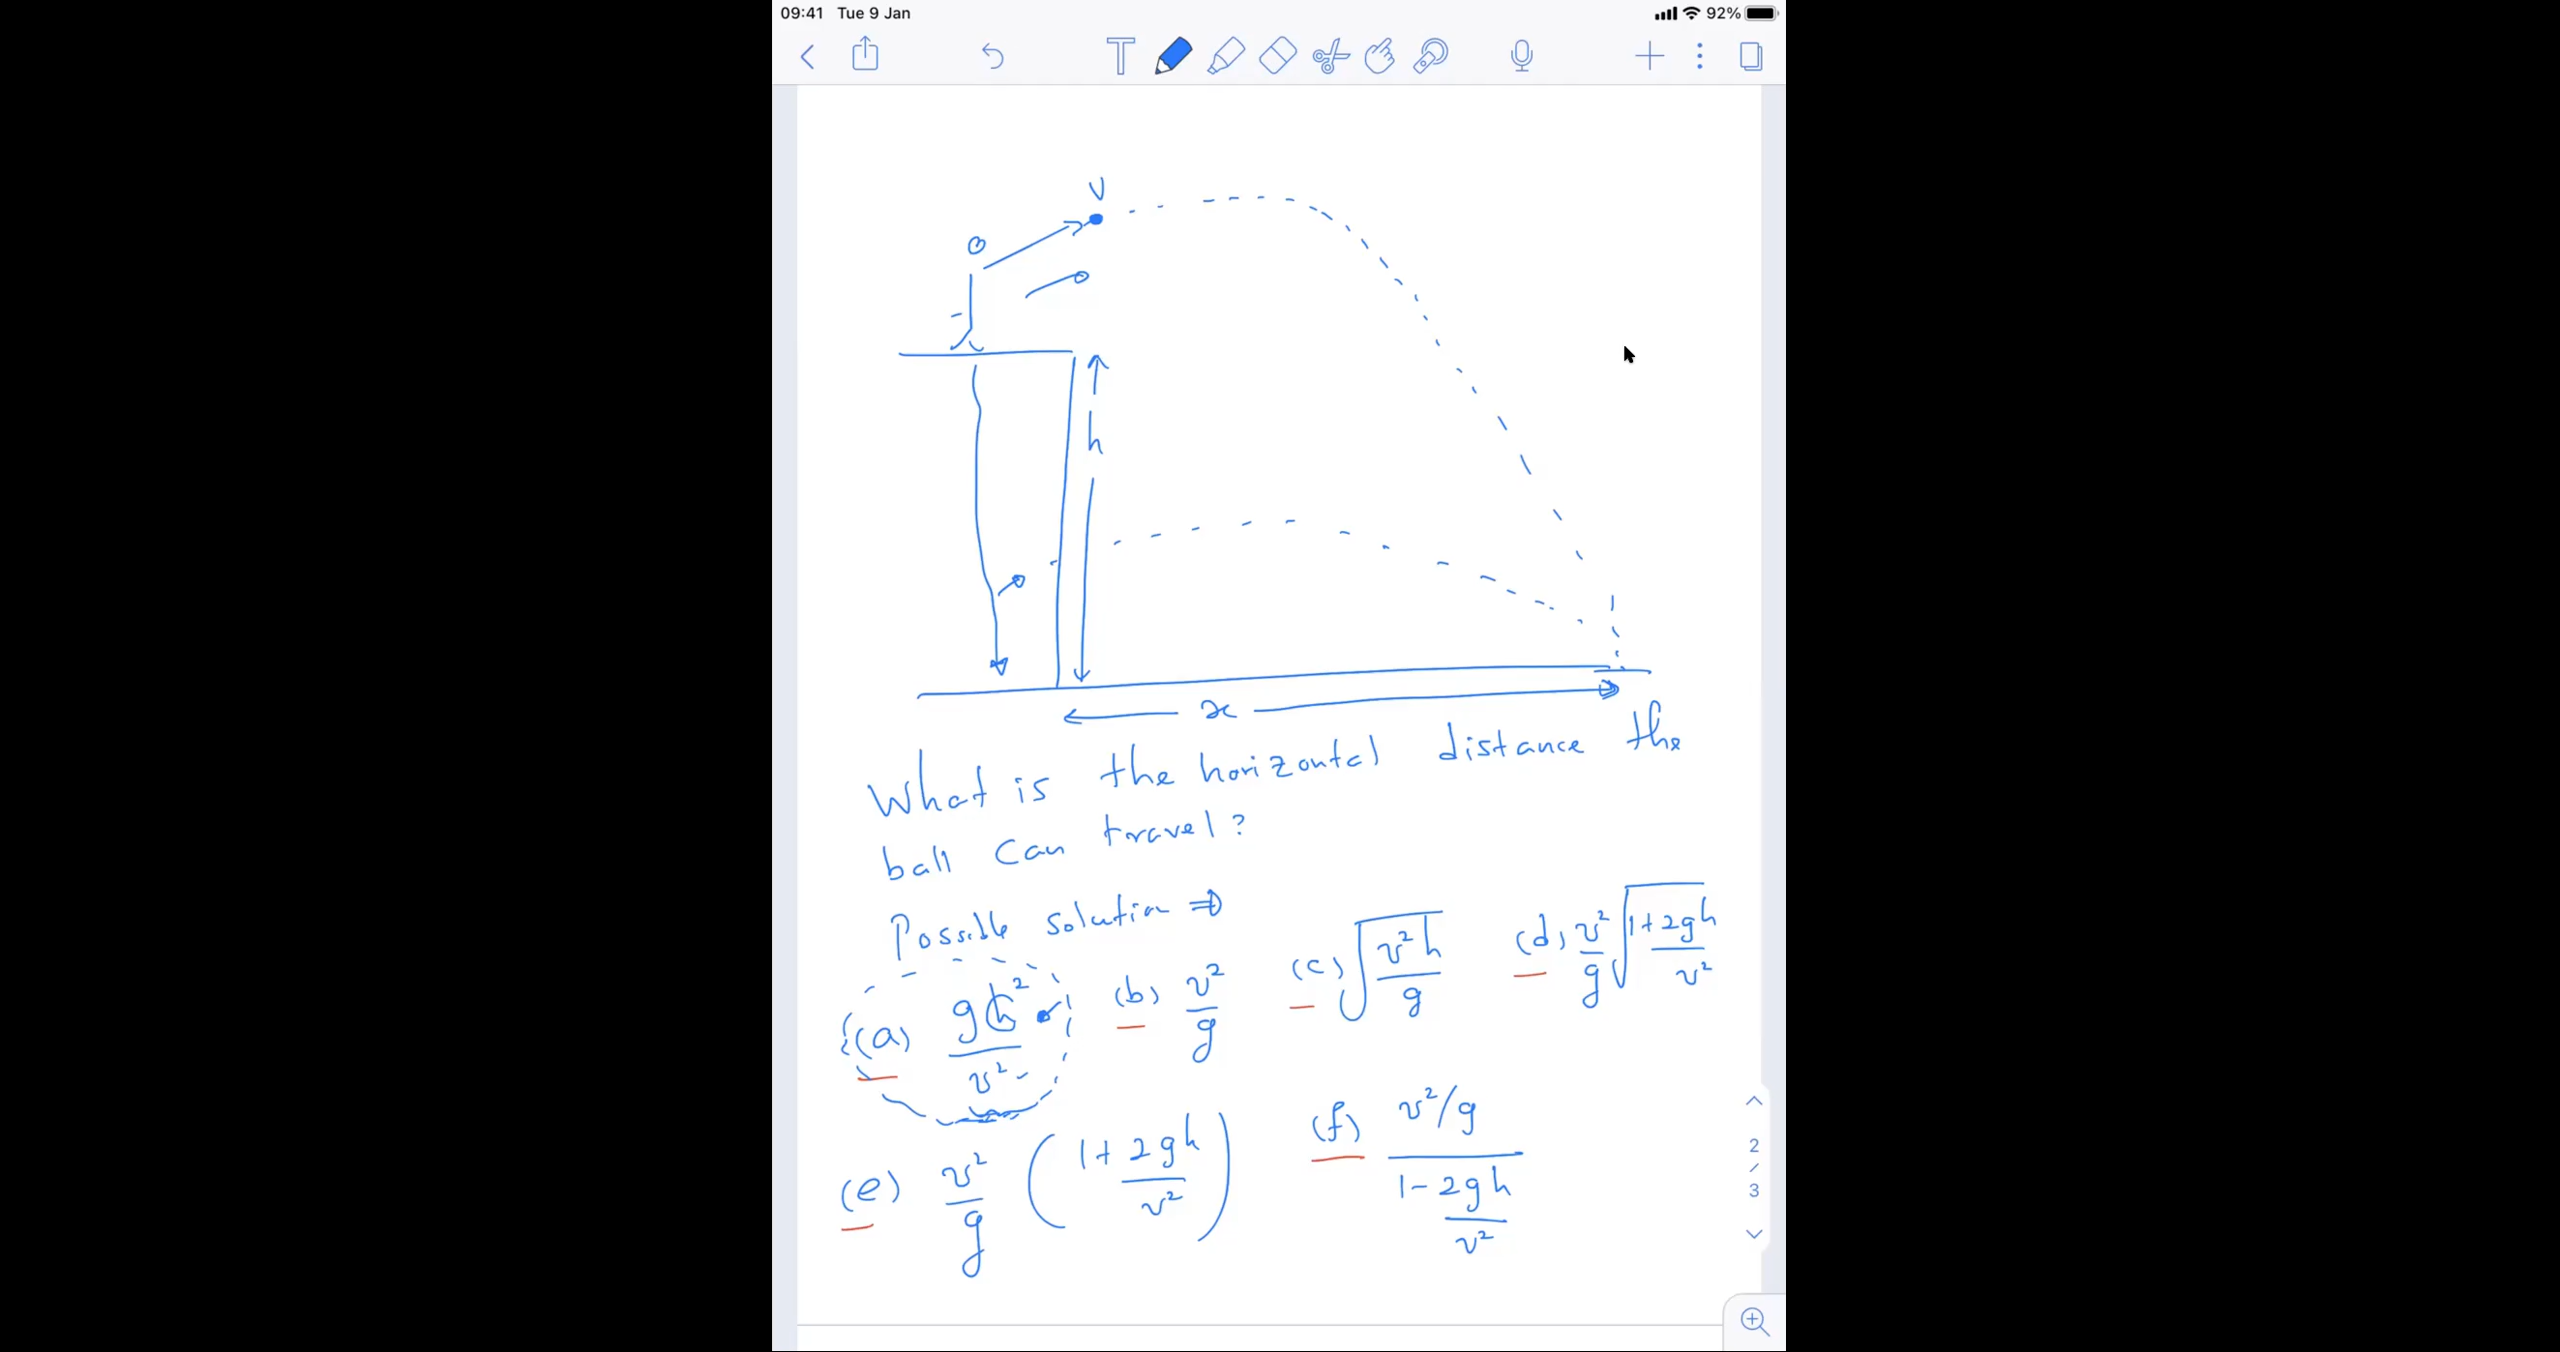 09:41 Tue 9 Jan 92%
T
v
h
x
What is the horizontal distance the
ball can travel?
Possible solution ⇒
(a) gh²/v² (b) v²/g (c) √(v²h/g) (d) v²/g √(1+2gh/v²)
(e) v²/g (1+2gh/v²) (f) (v²/g)/(1-2gh/v²)
2
/
3